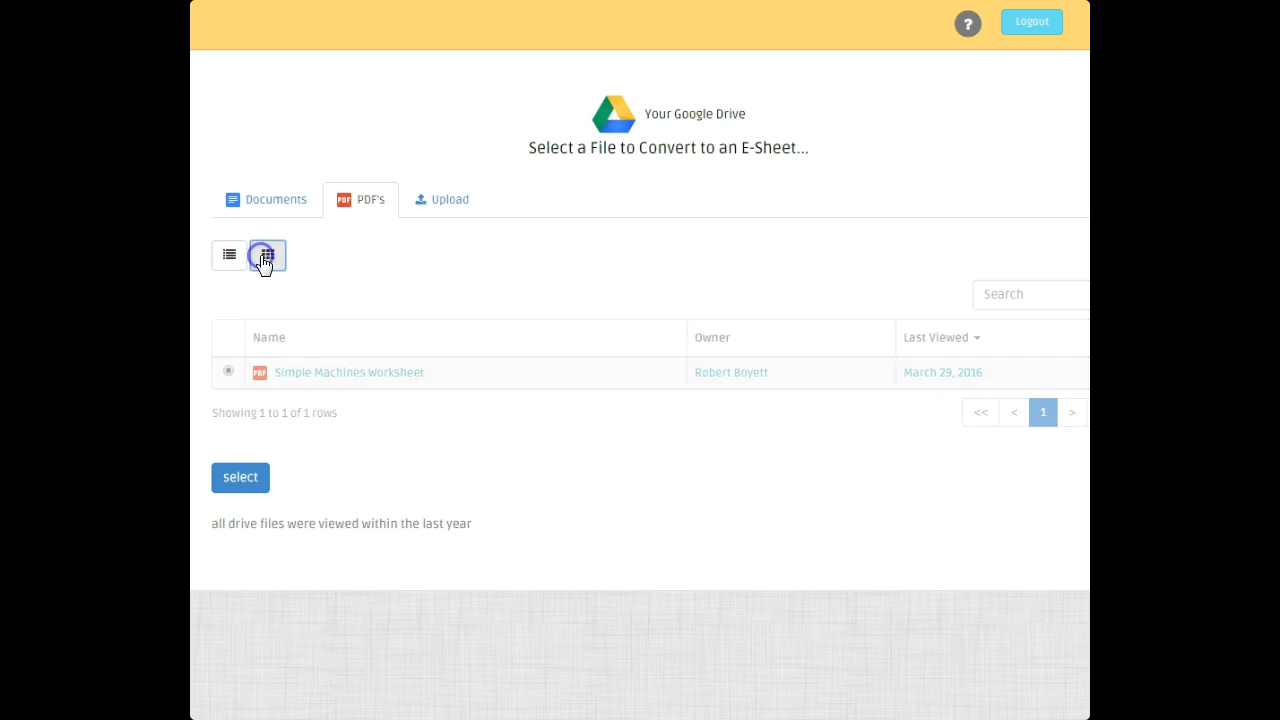 ? Logout
Your Google Drive
Select a File to Convert to an E-Sheet...
Documents PDF PDF's Upload
Search
Name Owner Last Viewed
PDF Simple Machines Worksheet Robert Boyett March 29, 2016
Showing 1 to 1 of 1 rows << < 1 >
select
all drive files were viewed within the last year